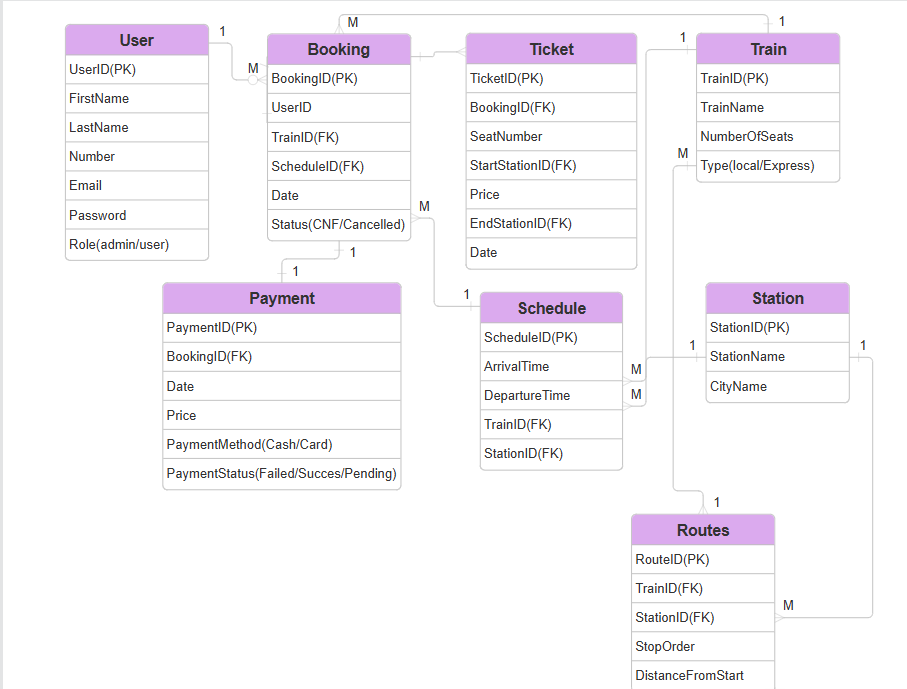 User
UserID(PK)
FirstName
LastName
Number
Email
Password
Role(admin/user)
1
M
Booking
BookingID(PK)
UserID
TrainID(FK)
ScheduleID(FK)
Date
Status(CNF/Cancelled)
M
1
Ticket
TicketID(PK)
BookingID(FK)
SeatNumber
StartStationID(FK)
Price
EndStationID(FK)
Date
1
Train
TrainID(PK)
TrainName
NumberOfSeats
Type(local/Express)
M
M
1
1
1
Payment
PaymentID(PK)
BookingID(FK)
Date
Price
PaymentMethod(Cash/Card)
PaymentStatus(Failed/Succes/Pending)
1
Schedule
ScheduleID(PK)
ArrivalTime
DepartureTime
TrainID(FK)
StationID(FK)
M
M
1
Station
StationID(PK)
StationName
CityName
1
1
Routes
RouteID(PK)
TrainID(FK)
StationID(FK)
StopOrder
DistanceFromStart
M